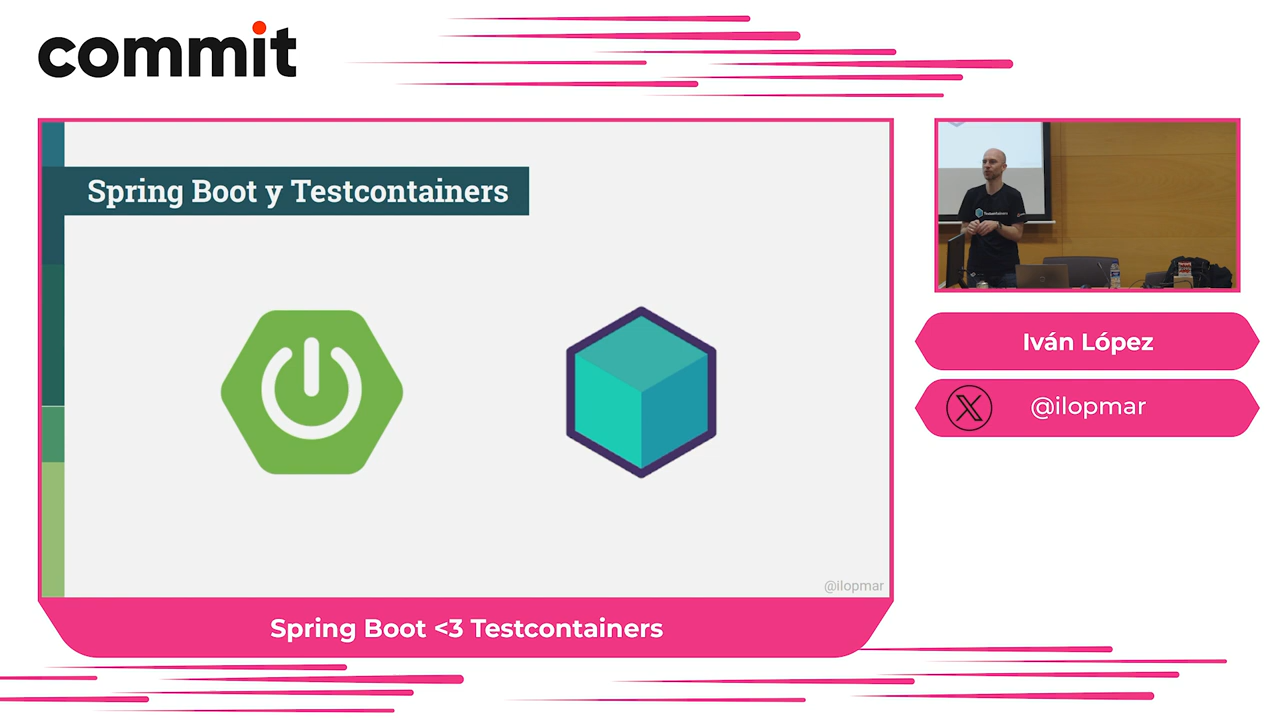 commit
Spring Boot y Testcontainers
@ilopmar
Spring Boot <3 Testcontainers
Iván López
@ilopmar